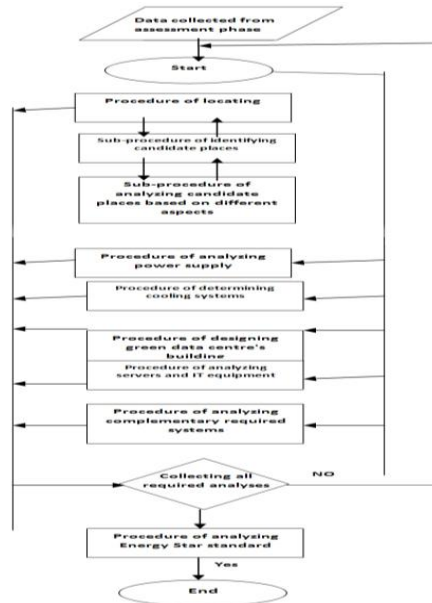 Data collected from
assessment phase
Start
Procedure of locating
Sub-procedure of identifying
candidate places
Sub-procedure of
analyzing candidate
places based on different
aspects
Procedure of analyzing
power supply
Procedure of determining
cooling systems
Procedure of designing
green data centre's
building
Procedure of analyzing
servers and IT equipment
Procedure of analyzing
complementary required
systems
Collecting all
required analyses
NO
Procedure of analyzing
Energy Star standard
Yes
End